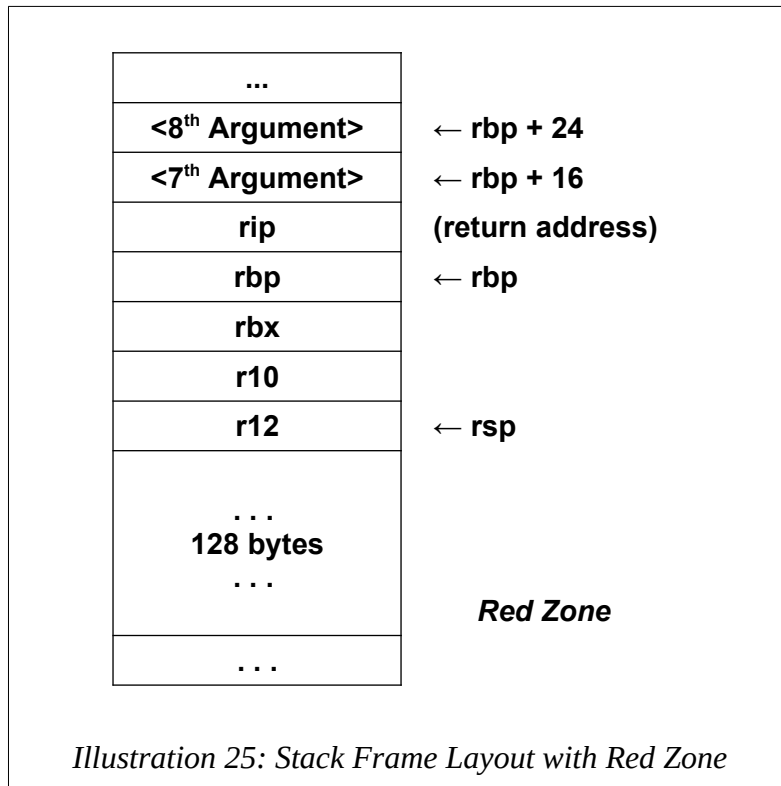 ...
<8th Argument> ← rbp + 24
<7th Argument> ← rbp + 16
rip (return address)
rbp ← rbp
rbx
r10
r12 ← rsp
. . .
128 bytes
. . .
Red Zone
. . .
Illustration 25: Stack Frame Layout with Red Zone